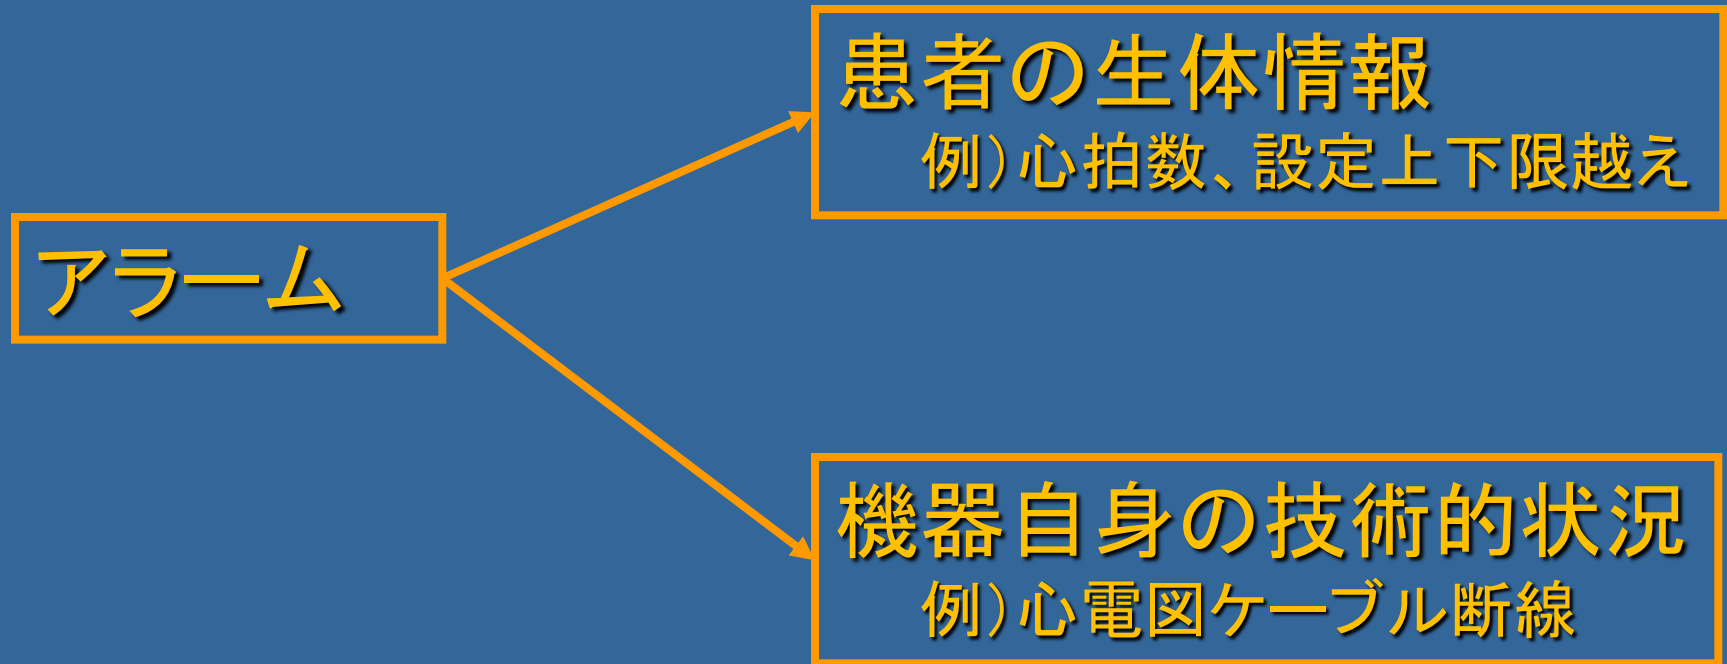 患者の生体情報
例）心拍数、設定上下限越え
アラーム
機器自身の技術的状況
例）心電図ケーブル断線